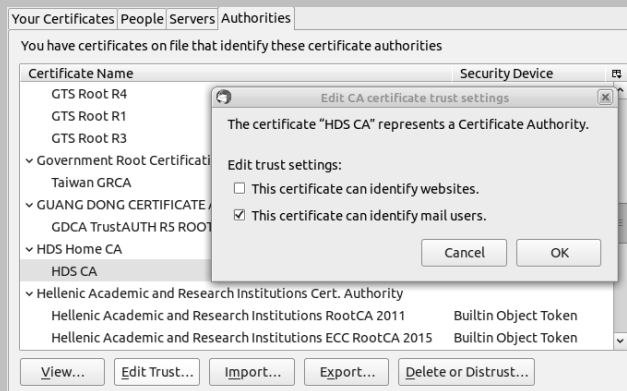 Your Certificates People Servers Authorities
You have certificates on file that identify these certificate authorities
Certificate Name Security Device
GTS Root R4
GTS Root R1
GTS Root R3
Government Root Certificati
Taiwan GRCA
GUANG DONG CERTIFICATE
GDCA TrustAUTH R5 ROOT
HDS Home CA
HDS CA
Hellenic Academic and Research Institutions Cert. Authority
Hellenic Academic and Research Institutions RootCA 2011 Builtin Object Token
Hellenic Academic and Research Institutions ECC RootCA 2015 Builtin Object Token
View... Edit Trust... Import... Export... Delete or Distrust...
Edit CA certificate trust settings
The certificate “HDS CA” represents a Certificate Authority.
Edit trust settings:
This certificate can identify websites.
This certificate can identify mail users.
Cancel OK